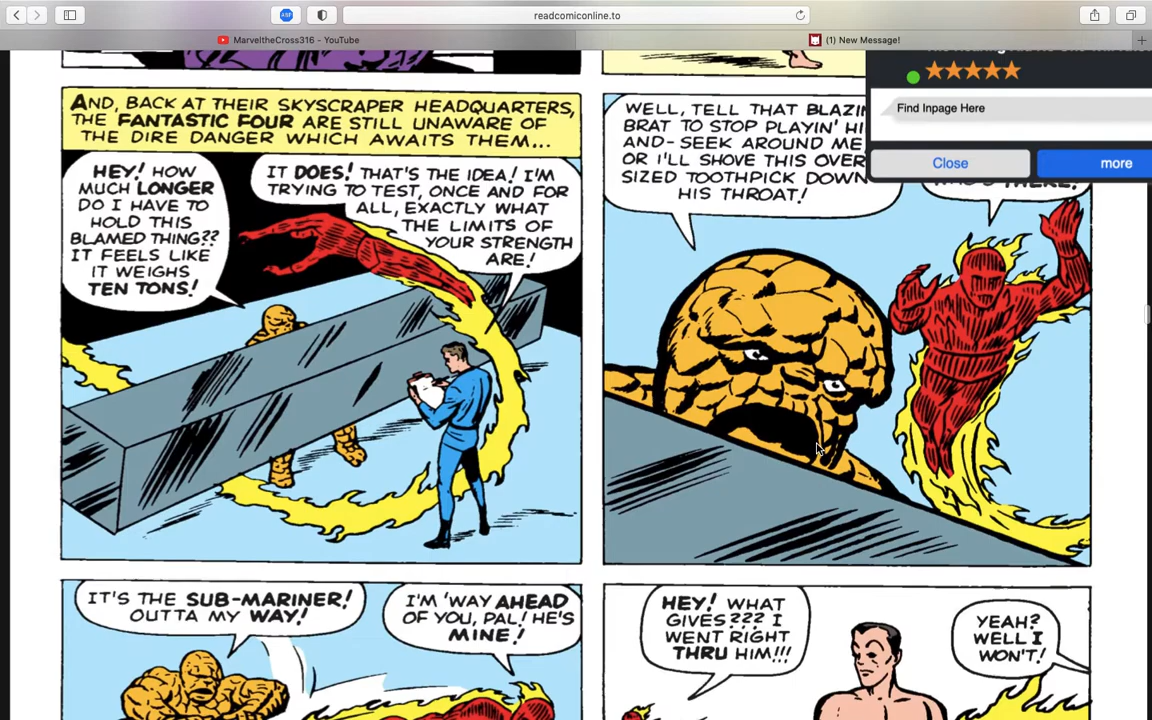 readcomiconline.to
MarveltheCross316 - YouTube
(1) New Message!
Find Inpage Here
Close
more
AND, BACK AT THEIR SKYSCRAPER HEADQUARTERS,
THE FANTASTIC FOUR ARE STILL UNAWARE OF
THE DIRE DANGER WHICH AWAITS THEM...
HEY! HOW
MUCH LONGER
DO I HAVE TO
HOLD THIS
BLAMED THING??
IT FEELS LIKE
IT WEIGHS
TEN TONS!
IT DOES! THAT'S THE IDEA! I'M
TRYING TO TEST, ONCE AND FOR
ALL, EXACTLY WHAT
THE LIMITS OF
YOUR STRENGTH
ARE!
WELL, TELL THAT
BRAT TO STOP PLAYIN'
AND-SEEK AROUND ME
OR I'LL SHOVE THIS OVER
SIZED TOOTHPICK DOWN
HIS THROAT!
WHO'S THERE!
IT'S THE SUB-MARINER!
OUTTA MY WAY!
I'M 'WAY AHEAD
OF YOU, PAL! HE'S
MINE!
HEY! WHAT
GIVES??? I
WENT RIGHT
THRU HIM!!!
YEAH?
WELL I
WON'T!